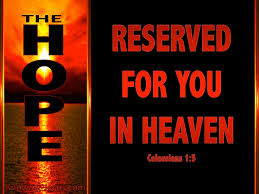 THE
HOPE
RESERVED
FOR YOU
IN HEAVEN
Colossians 1:5